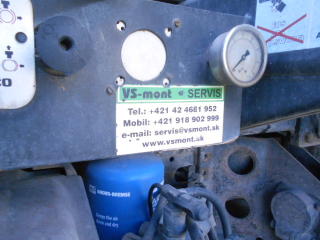 VS-mont SERVIS
Tel.: +421 42 4681 952
Mobil: +421 918 902 999
e-mail: servis@vsmont.sk
www.vsmont.sk
KNORR-BREMSE